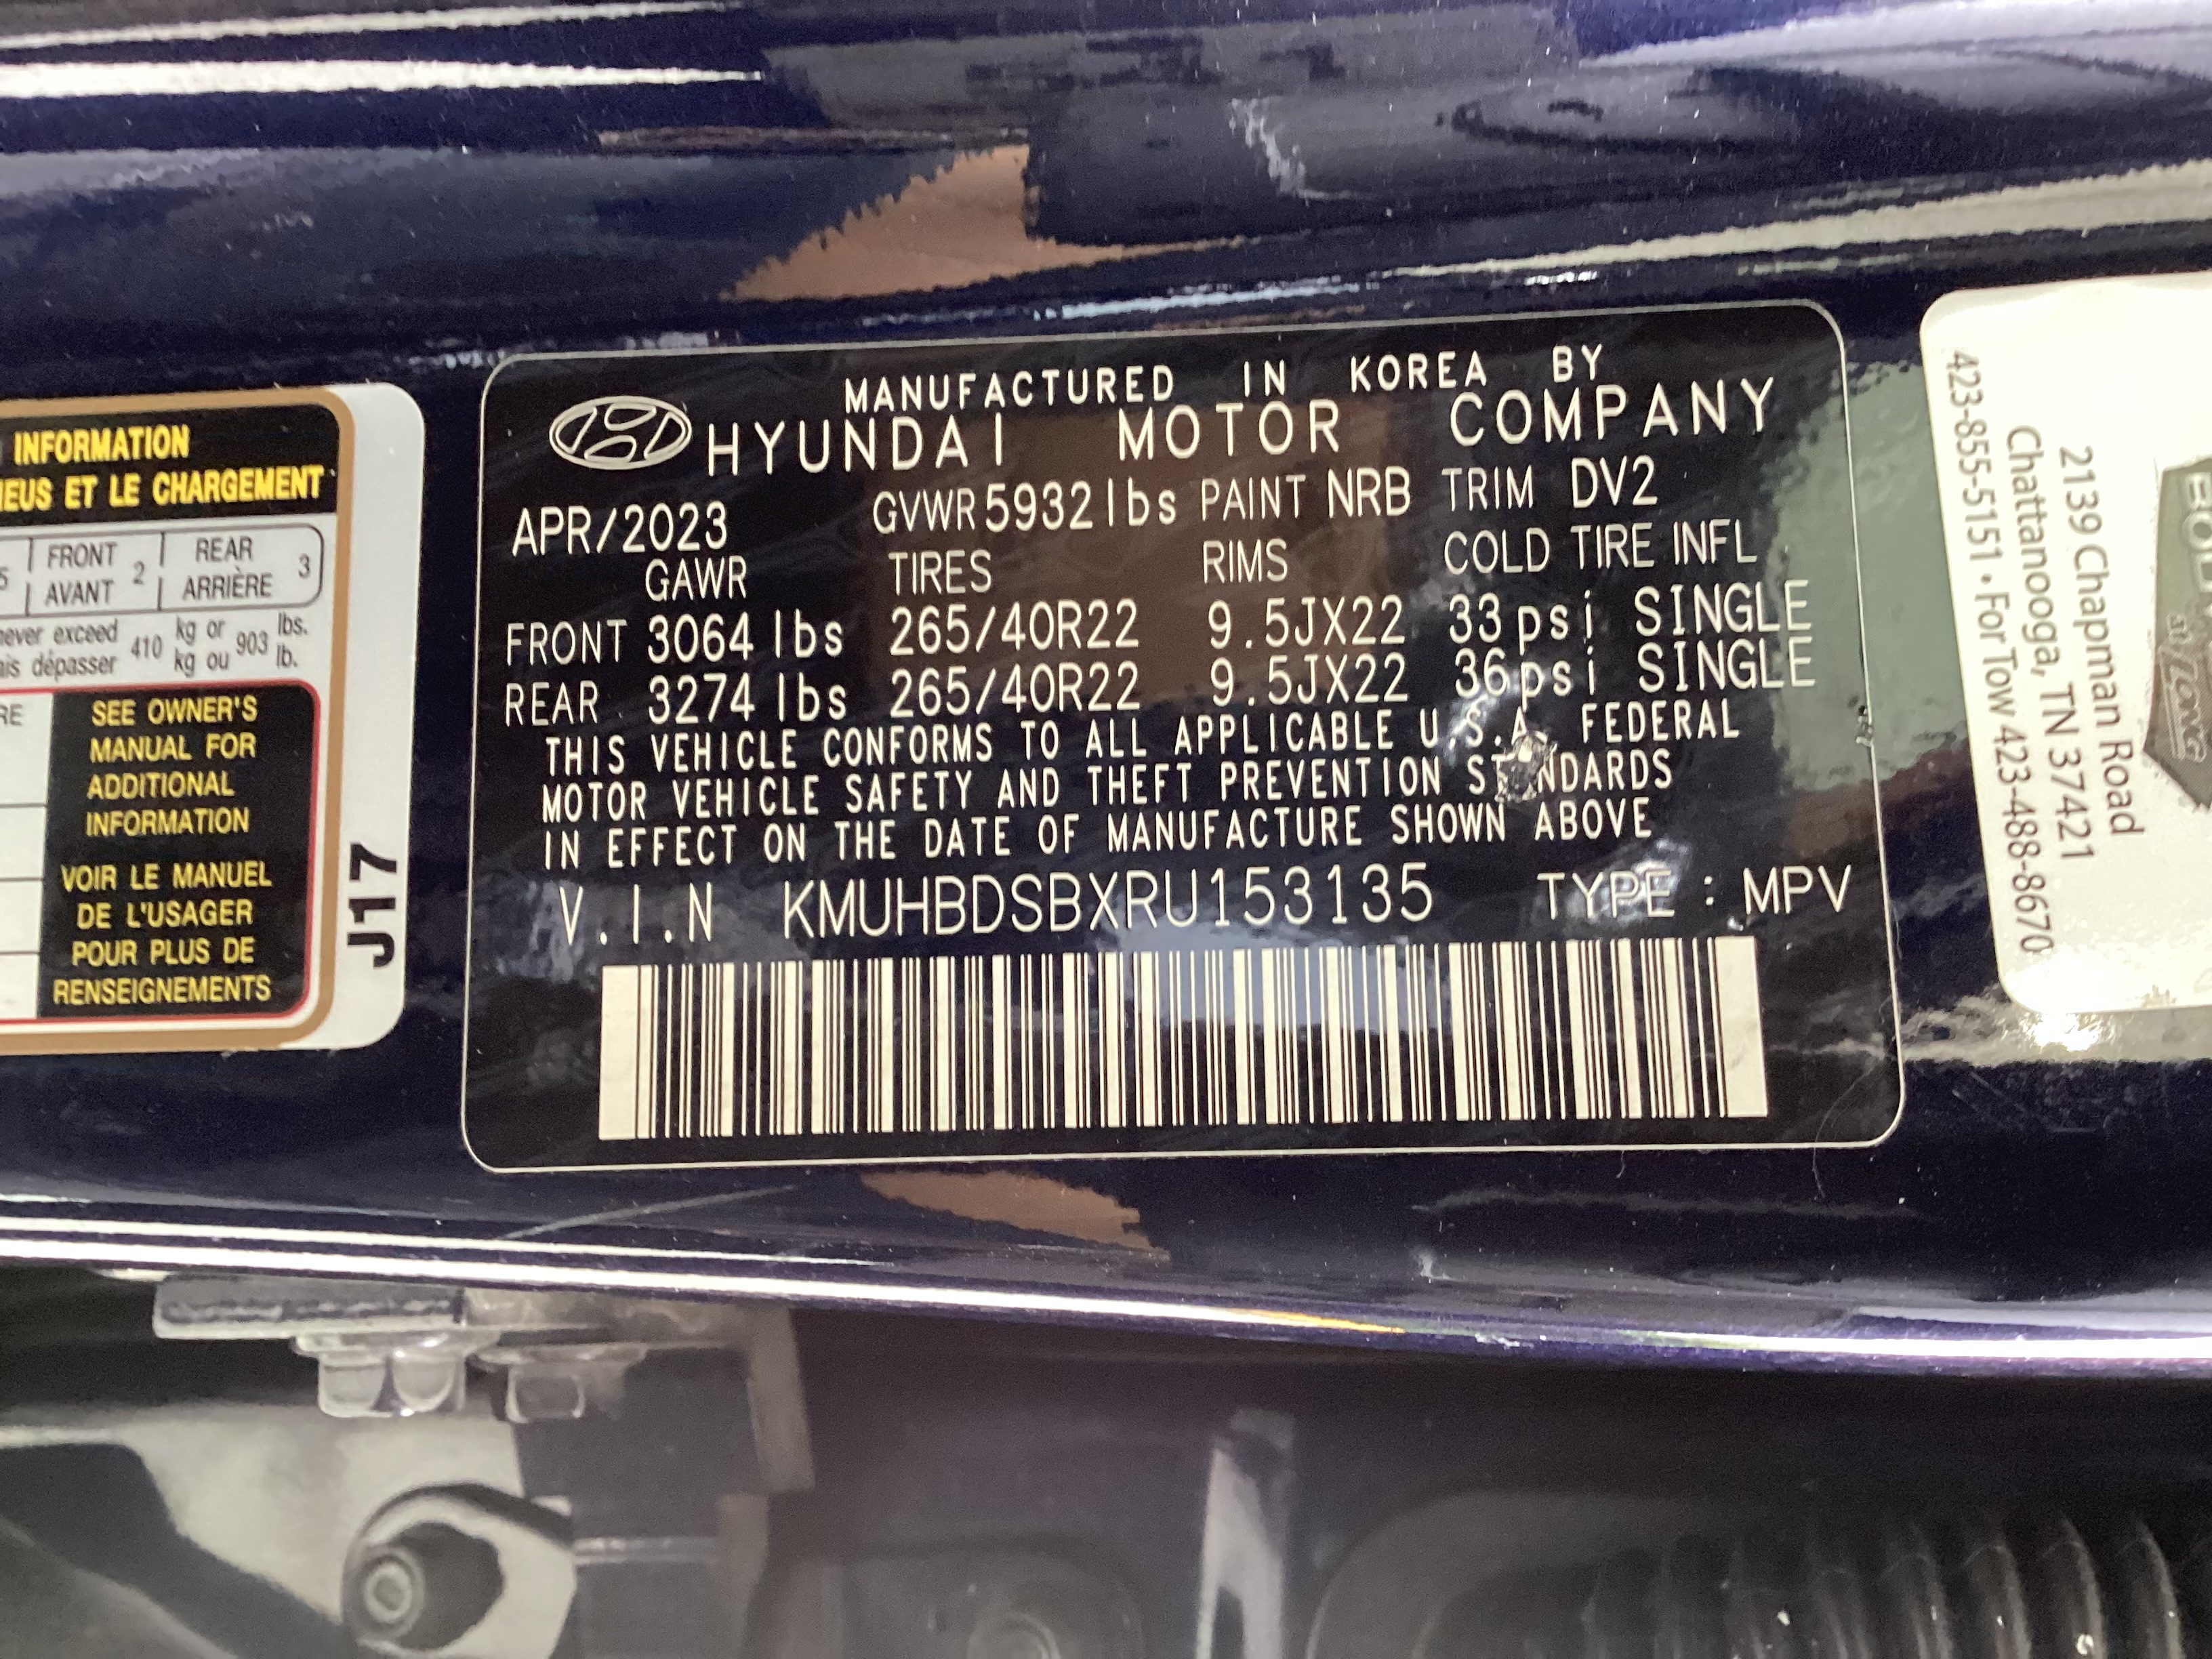 INFORMATION
EUS ET LE CHARGEMENT
5 FRONT 2 REAR 3
AVANT ARRIÈRE
never exceed 410 kg or 903 lbs.
dépasser kg ou lb.
SEE OWNER'S
MANUAL FOR
ADDITIONAL
INFORMATION
VOIR LE MANUEL
DE L'USAGER
POUR PLUS DE
RENSEIGNEMENTS
J17
MANUFACTURED IN KOREA BY
HYUNDAI MOTOR COMPANY
APR/2023 GVWR 5932lbs PAINT NRB TRIM DV2
GAWR TIRES RIMS COLD TIRE INFL
FRONT 3064 lbs 265/40R22 9.5JX22 33psi SINGLE
REAR 3274 lbs 265/40R22 9.5JX22 36psi SINGLE
THIS VEHICLE CONFORMS TO ALL APPLICABLE U.S.A. FEDERAL
MOTOR VEHICLE SAFETY AND THEFT PREVENTION STANDARDS
IN EFFECT ON THE DATE OF MANUFACTURE SHOWN ABOVE
V.I.N KMUHBDSBXRU153135 TYPE : MPV
2139 Chapman Road
Chattanooga, TN 37421
423-855-5151 • For Tow 423-488-8670